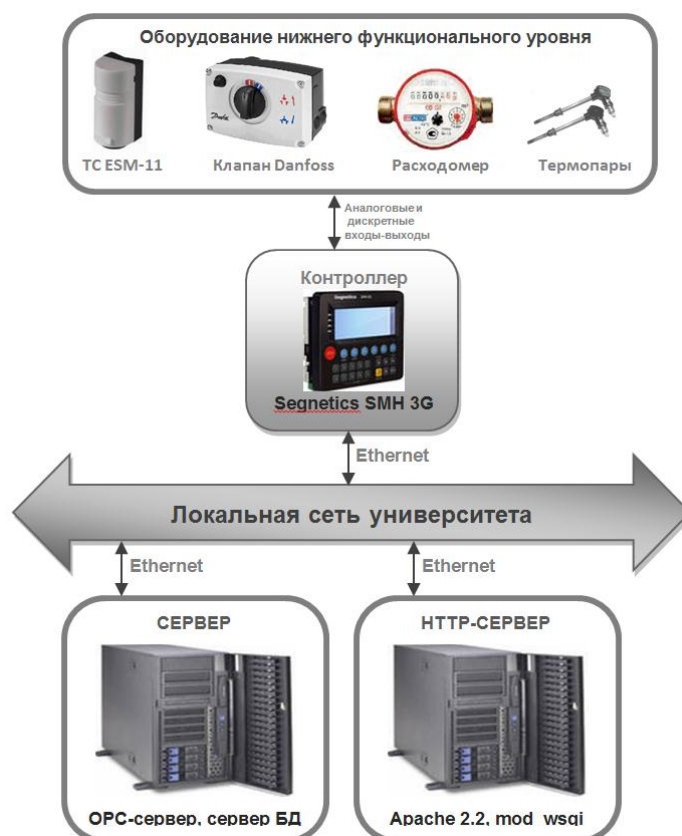 Оборудование нижнего функционального уровня
ТС ESM-11
Клапан Danfoss
Расходомер
Термопары
Аналоговые и
дискретные
входы-выходы
Контроллер
Segnetics SMH 3G
Ethernet
Локальная сеть университета
Ethernet
Ethernet
СЕРВЕР
HTTP-СЕРВЕР
OPC-сервер, сервер БД
Apache 2.2, mod_wsgi